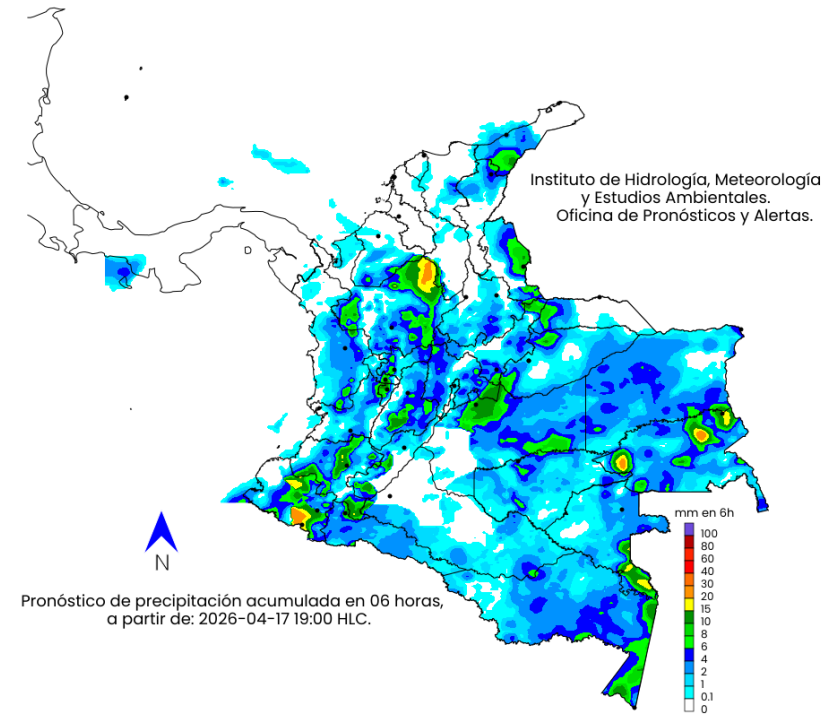 Instituto de Hidrología, Meteorología
y Estudios Ambientales.
Oficina de Pronósticos y Alertas.
mm en 6h
100
80
60
40
30
20
15
10
8
6
4
2
1
0.1
0
N
Pronóstico de precipitación acumulada en 06 horas,
a partir de: 2026-04-17 19:00 HLC.